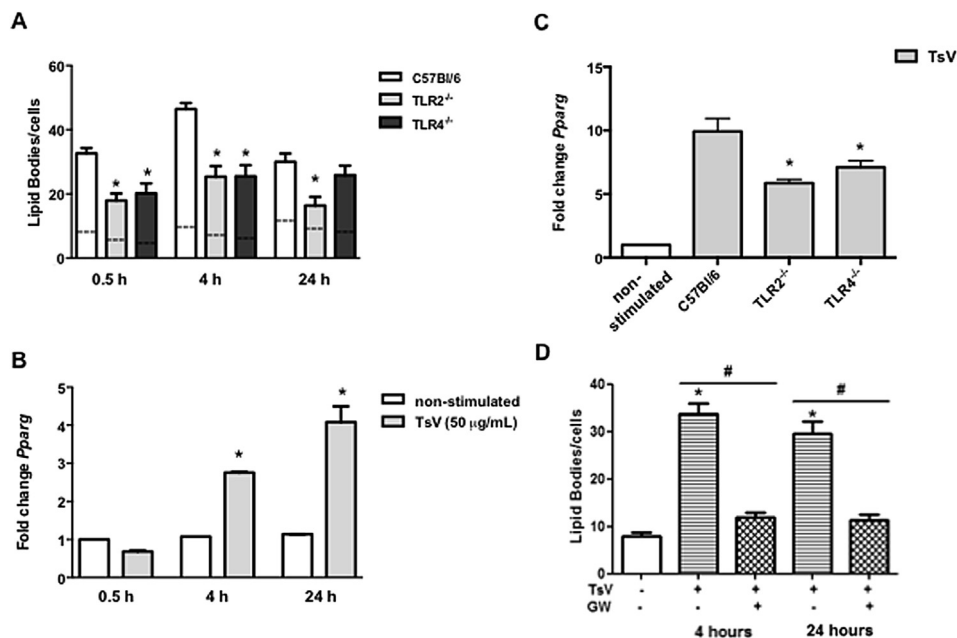 A
60
40
20
0
Lipid Bodies/cells
* * * * *
0.5 h 4 h 24 h
C57Bl/6
TLR2-/-
TLR4-/-
B
5
4
3
2
1
0
Fold change Pparg
* *
0.5 h 4 h 24 h
non-stimulated
TsV (50 µg/mL)
C
15
10
5
0
Fold change Pparg
* *
non-
stimulated
C57Bl/6
TLR2-/-
TLR4-/-
TsV
D
40
30
20
10
0
Lipid Bodies/cells
# #
* *
TsV - + + + +
GW - - + - +
4 hours 24 hours